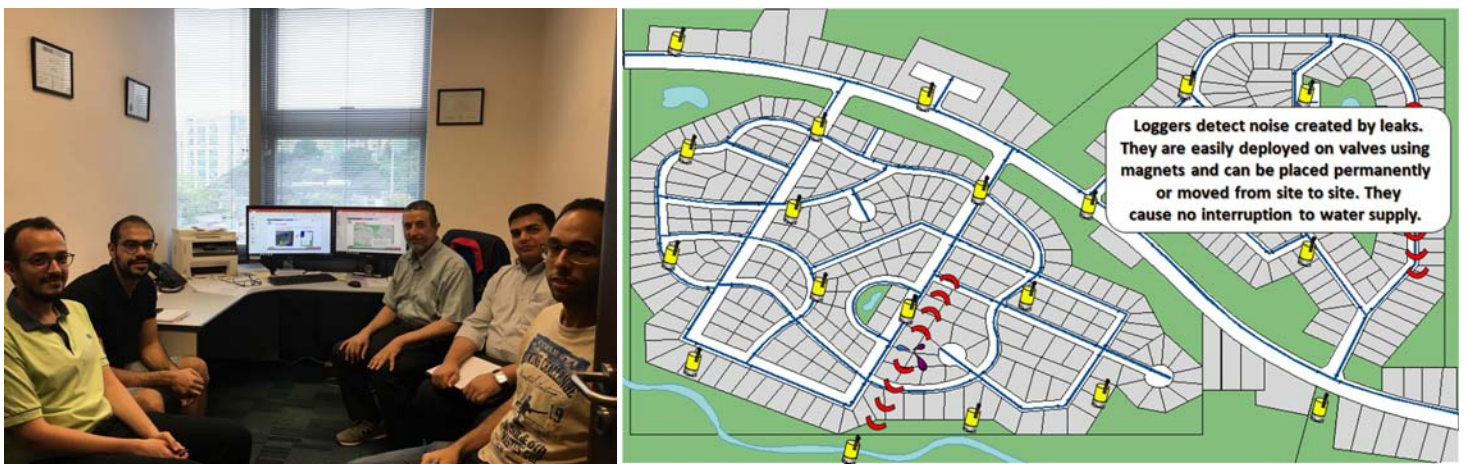 Loggers detect noise created by leaks.
They are easily deployed on valves using
magnets and can be placed permanently
or moved from site to site. They
cause no interruption to water supply.
19